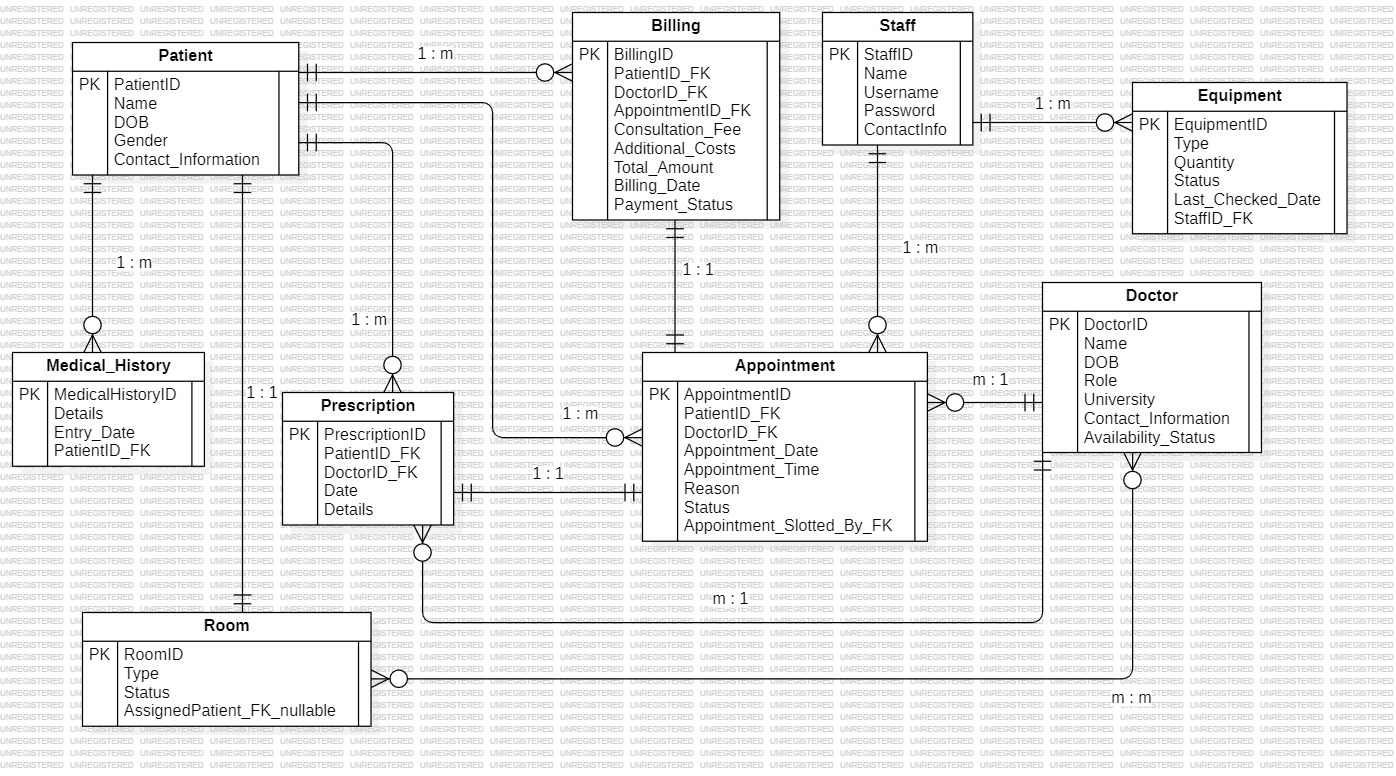 Patient
PK
PatientID
Name
DOB
Gender
Contact_Information
1 : m
Billing
PK
BillingID
PatientID_FK
DoctorID_FK
AppointmentID_FK
Consultation_Fee
Additional_Costs
Total_Amount
Billing_Date
Payment_Status
Staff
PK
StaffID
Name
Username
Password
ContactInfo
1 : m
Equipment
PK
EquipmentID
Type
Quantity
Status
Last_Checked_Date
StaffID_FK
1 : m
1 : m
1 : 1
1 : m
Medical_History
PK
MedicalHistoryID
Details
Entry_Date
PatientID_FK
1 : 1
Prescription
PK
PrescriptionID
PatientID_FK
DoctorID_FK
Date
Details
1 : m
1 : 1
Appointment
PK
AppointmentID
PatientID_FK
DoctorID_FK
Appointment_Date
Appointment_Time
Reason
Status
Appointment_Slotted_By_FK
m : 1
Doctor
PK
DoctorID
Name
DOB
Role
University
Contact_Information
Availability_Status
m : 1
Room
PK
RoomID
Type
Status
AssignedPatient_FK_nullable
m : m
UNREGISTERED